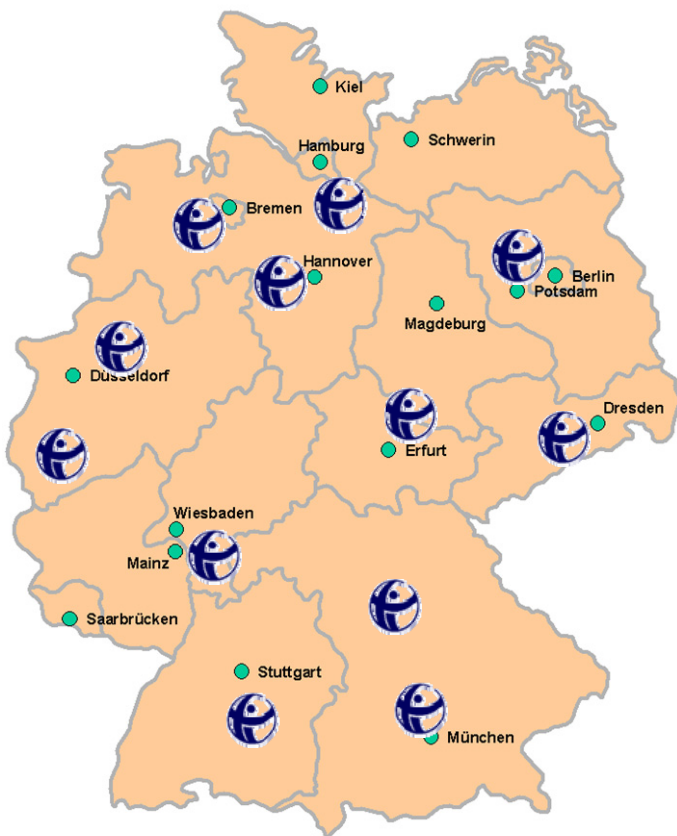 Kiel
Schwerin
Hamburg
Bremen
Hannover
Berlin
Potsdam
Magdeburg
Düsseldorf
Dresden
Erfurt
Wiesbaden
Mainz
Saarbrücken
Stuttgart
München